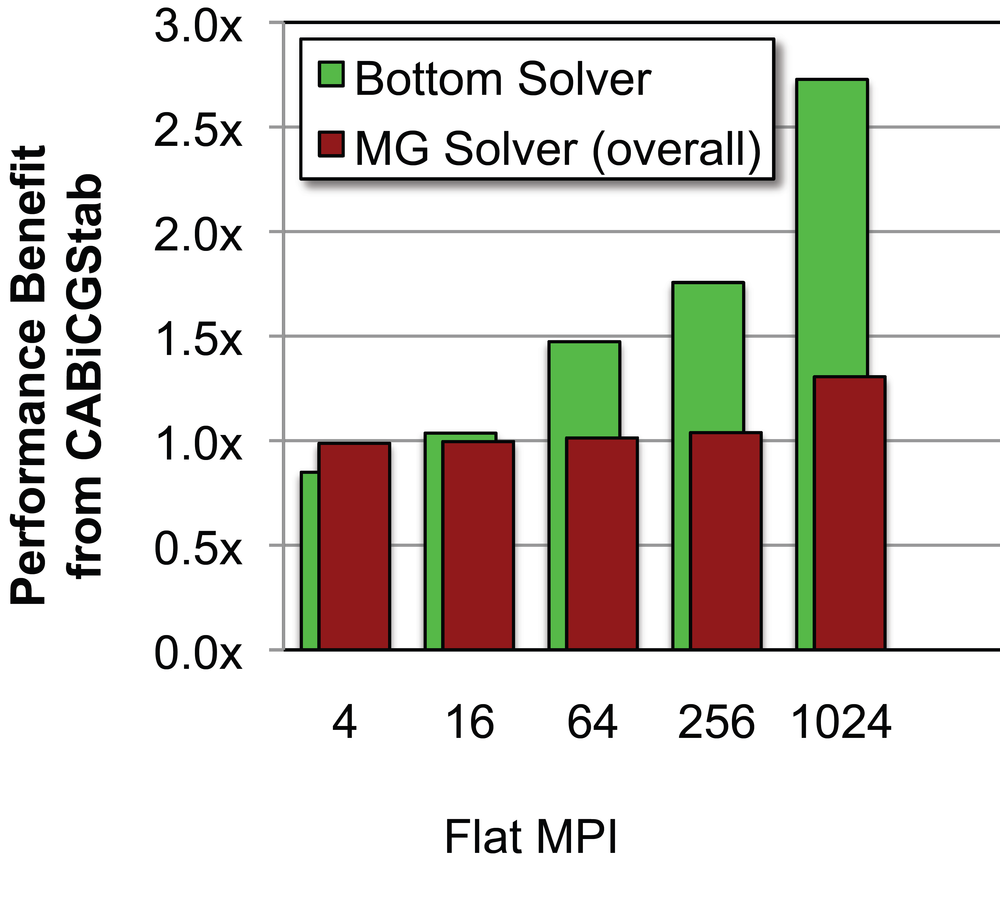 Performance Benefit
from CABiCGStab
3.0x
2.5x
2.0x
1.5x
1.0x
0.5x
0.0x
Bottom Solver
MG Solver (overall)
4 16 64 256 1024
Flat MPI